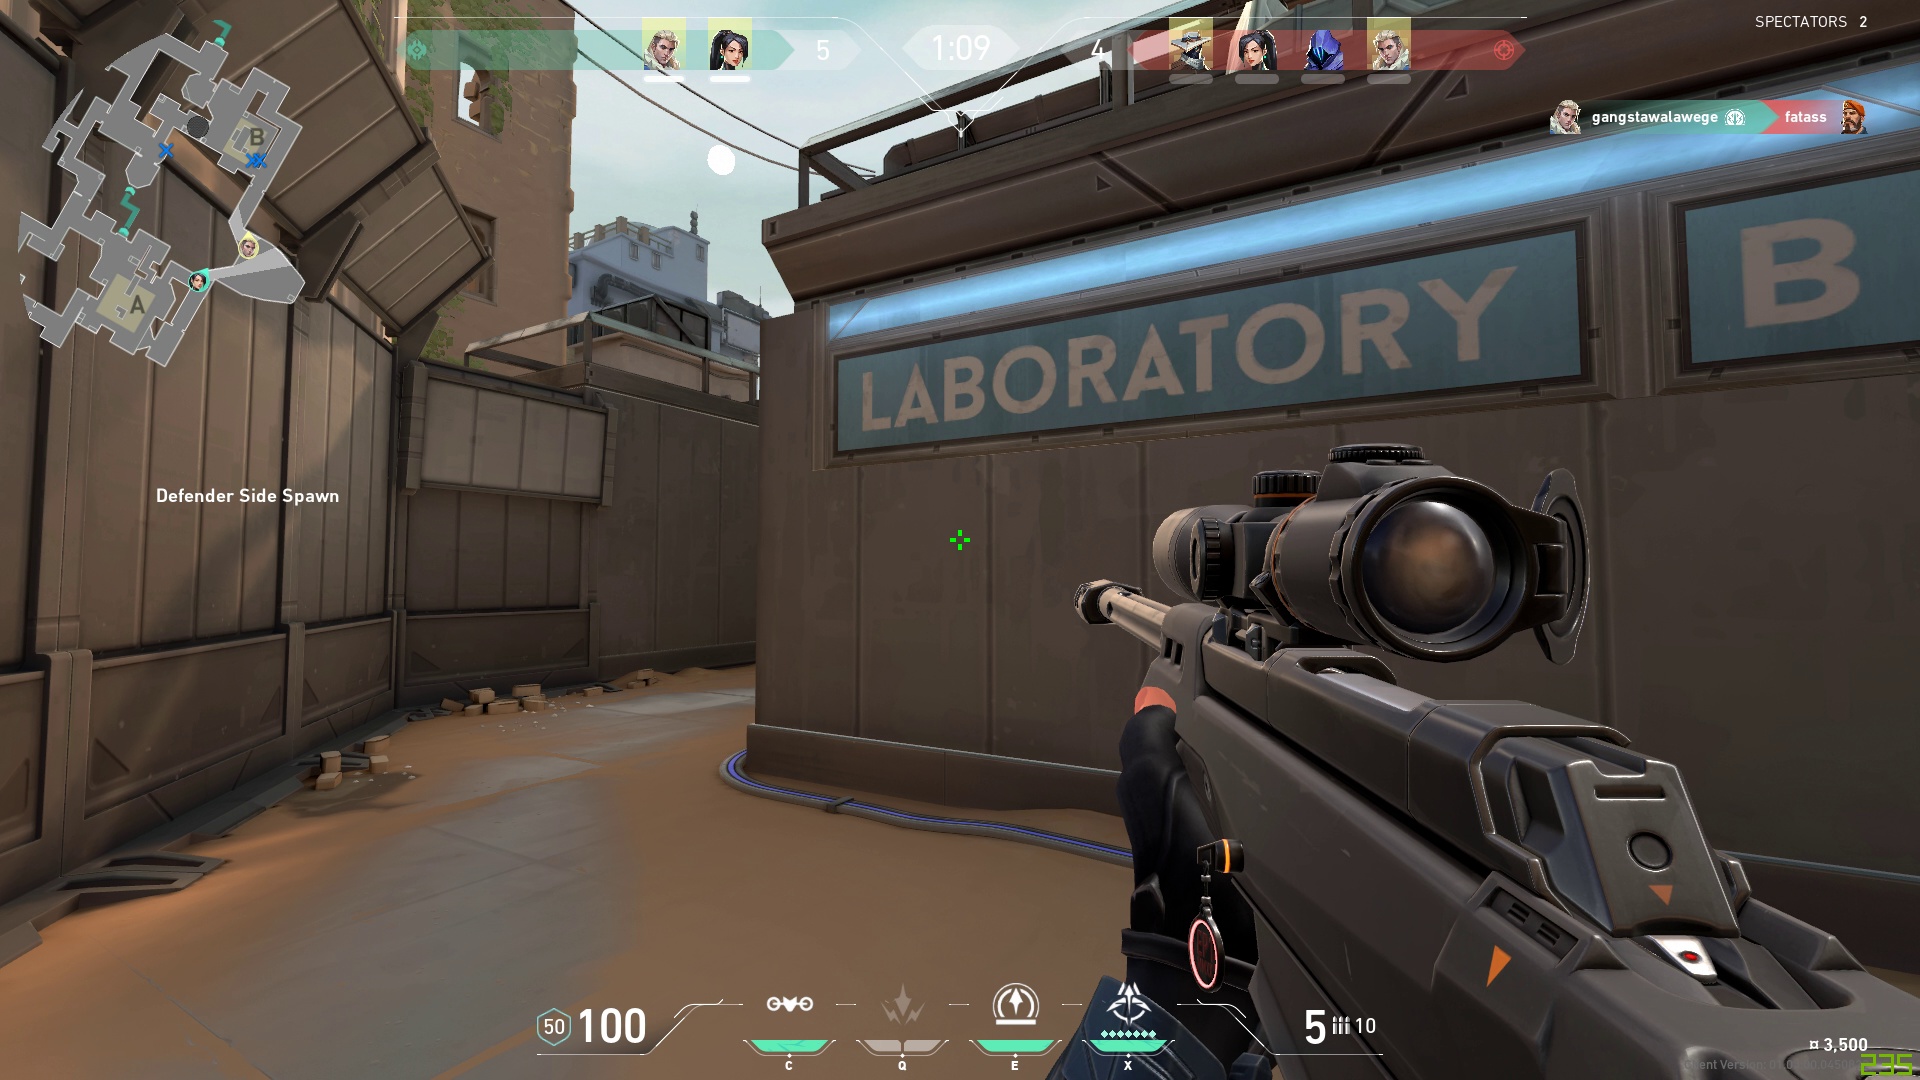 SPECTATORS 2
5 1:09 4
gangstawalawege fatass
B
A
LABORATORY B
Defender Side Spawn
50 100
5 10
¤ 3,500
C Q E X
235